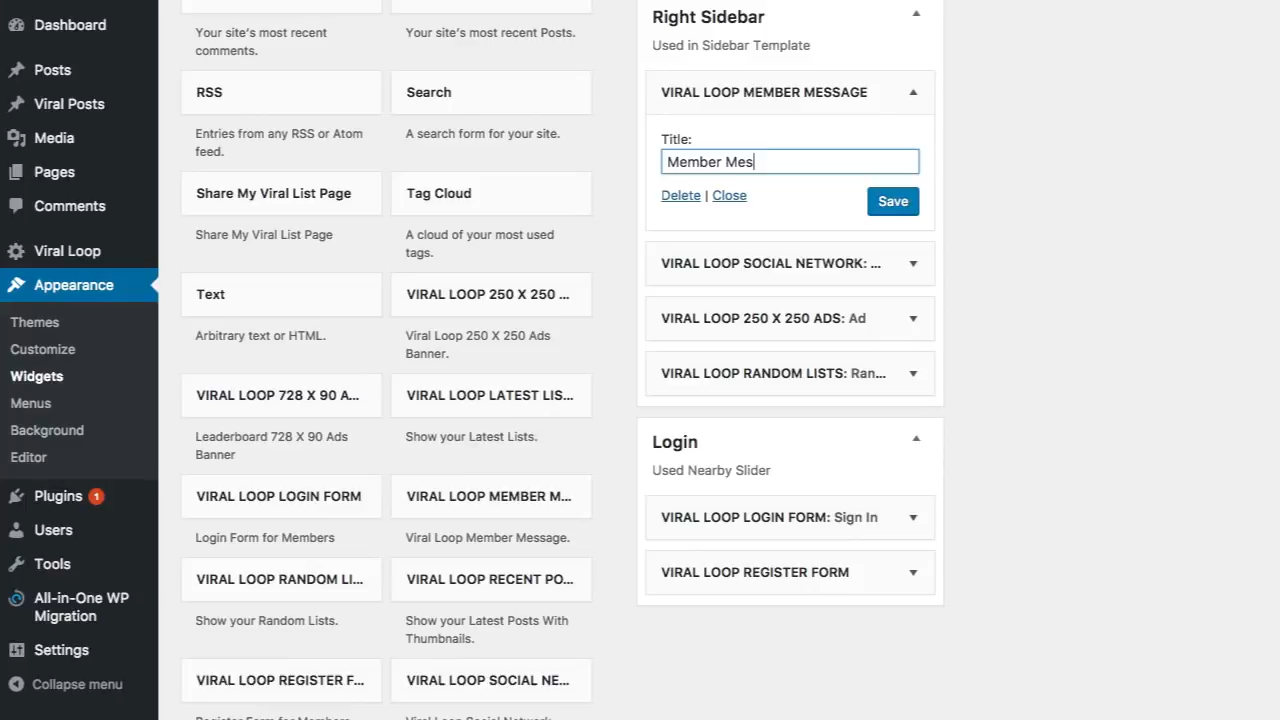 Dashboard
Posts
Viral Posts
Media
Pages
Comments
Viral Loop
Appearance
Themes
Customize
Widgets
Menus
Background
Editor
Plugins 1
Users
Tools
All-in-One WP
Migration
Settings
Collapse menu
Your site's most recent
comments.
Your site's most recent Posts.
RSS
Search
Entries from any RSS or Atom
feed.
A search form for your site.
Share My Viral List Page
Tag Cloud
Share My Viral List Page
A cloud of your most used
tags.
Text
VIRAL LOOP 250 X 250 ...
Arbitrary text or HTML.
Viral Loop 250 X 250 Ads
Banner.
VIRAL LOOP 728 X 90 A...
VIRAL LOOP LATEST LIS...
Leaderboard 728 X 90 Ads
Banner
Show your Latest Lists.
VIRAL LOOP LOGIN FORM
VIRAL LOOP MEMBER M...
Login Form for Members
Viral Loop Member Message.
VIRAL LOOP RANDOM LI...
VIRAL LOOP RECENT PO...
Show your Random Lists.
Show your Latest Posts With
Thumbnails.
VIRAL LOOP REGISTER F...
VIRAL LOOP SOCIAL NE...
Register Form for Members
Viral Loop Social Network
Right Sidebar
Used in Sidebar Template
VIRAL LOOP MEMBER MESSAGE
Title:
Member Mes
Delete | Close
Save
VIRAL LOOP SOCIAL NETWORK: ...
VIRAL LOOP 250 X 250 ADS: Ad
VIRAL LOOP RANDOM LISTS: Ran...
Login
Used Nearby Slider
VIRAL LOOP LOGIN FORM: Sign In
VIRAL LOOP REGISTER FORM